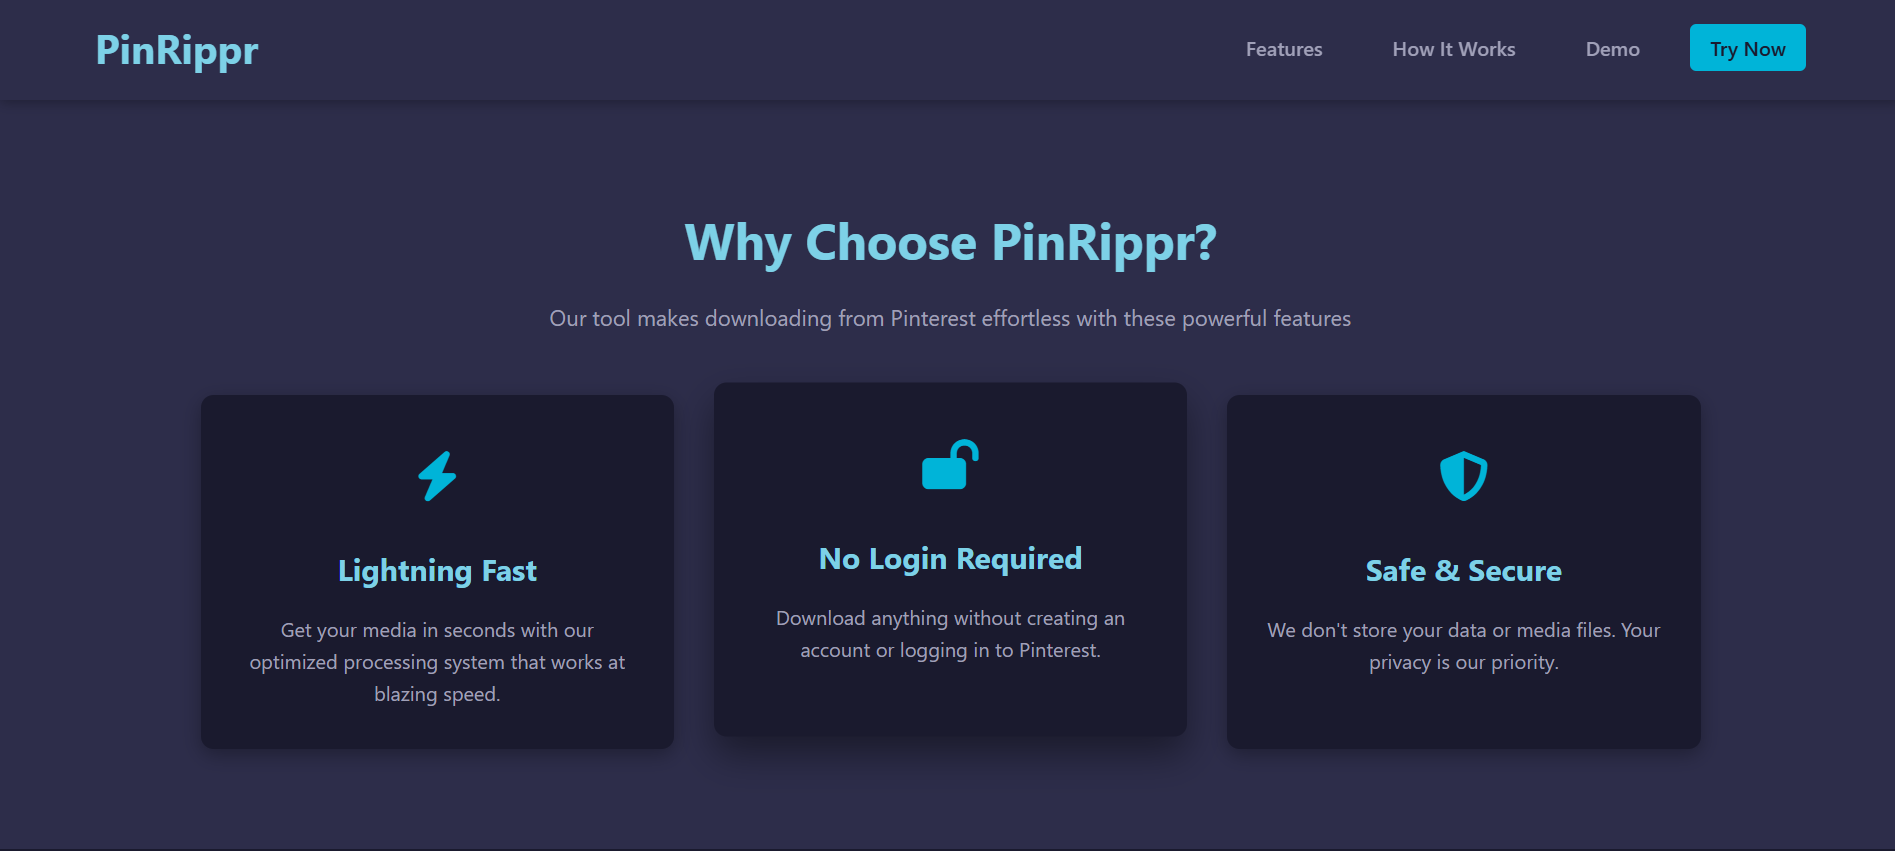 PinRippr
Features
How It Works
Demo
Try Now
Why Choose PinRippr?
Our tool makes downloading from Pinterest effortless with these powerful features
Lightning Fast
Get your media in seconds with our
optimized processing system that works at
blazing speed.
No Login Required
Download anything without creating an
account or logging in to Pinterest.
Safe & Secure
We don't store your data or media files. Your
privacy is our priority.